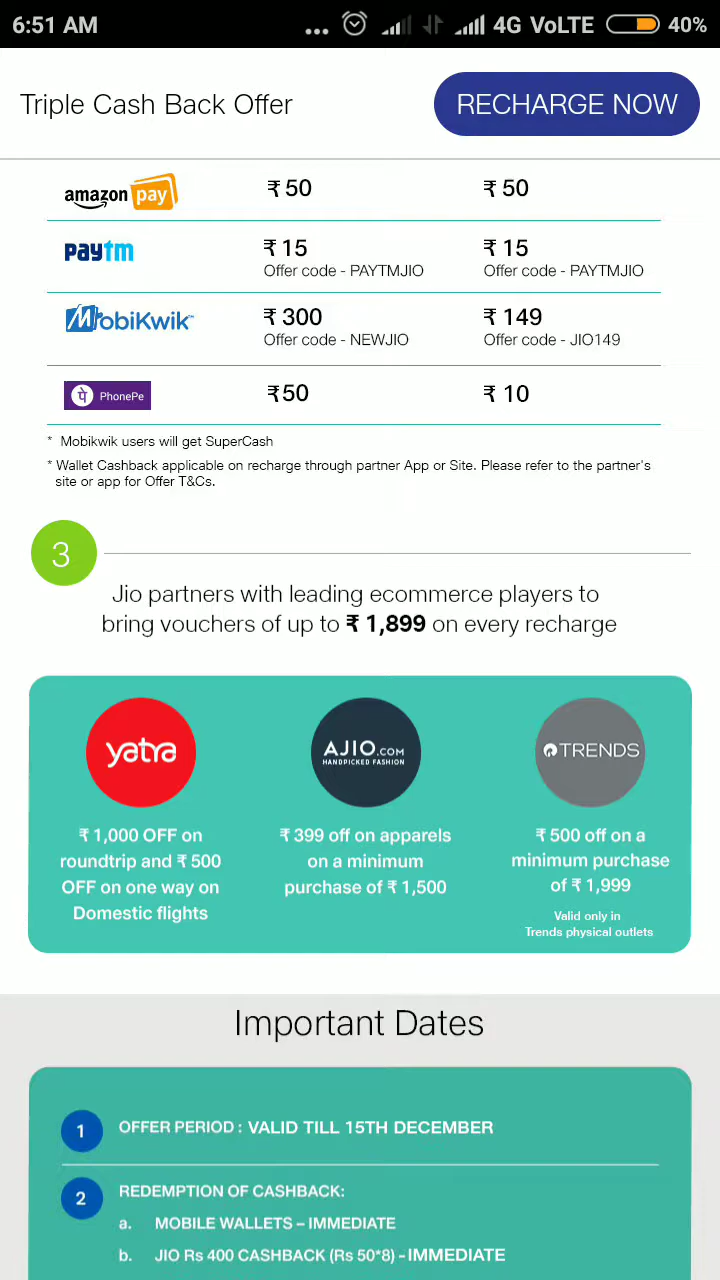 6:51 AM
4G VoLTE
40%
Triple Cash Back Offer
RECHARGE NOW
amazon pay ₹ 50 ₹ 50
paytm ₹ 15 ₹ 15
Offer code - PAYTMJIO Offer code - PAYTMJIO
MobiKwik™ ₹ 300 ₹ 149
Offer code - NEWJIO Offer code - JIO149
पे PhonePe ₹50 ₹ 10
* Mobikwik users will get SuperCash
* Wallet Cashback applicable on recharge through partner App or Site. Please refer to the partner's
site or app for Offer T&Cs.
3
Jio partners with leading ecommerce players to
bring vouchers of up to ₹ 1,899 on every recharge
yatra
₹ 1,000 OFF on
roundtrip and ₹ 500
OFF on one way on
Domestic flights
AJIO.COM
HANDPICKED FASHION
₹ 399 off on apparels
on a minimum
purchase of ₹ 1,500
TRENDS
₹ 500 off on a
minimum purchase
of ₹ 1,999
Valid only in
Trends physical outlets
Important Dates
1 OFFER PERIOD : VALID TILL 15TH DECEMBER
2 REDEMPTION OF CASHBACK:
a. MOBILE WALLETS – IMMEDIATE
b. JIO Rs 400 CASHBACK (Rs 50*8) - IMMEDIATE